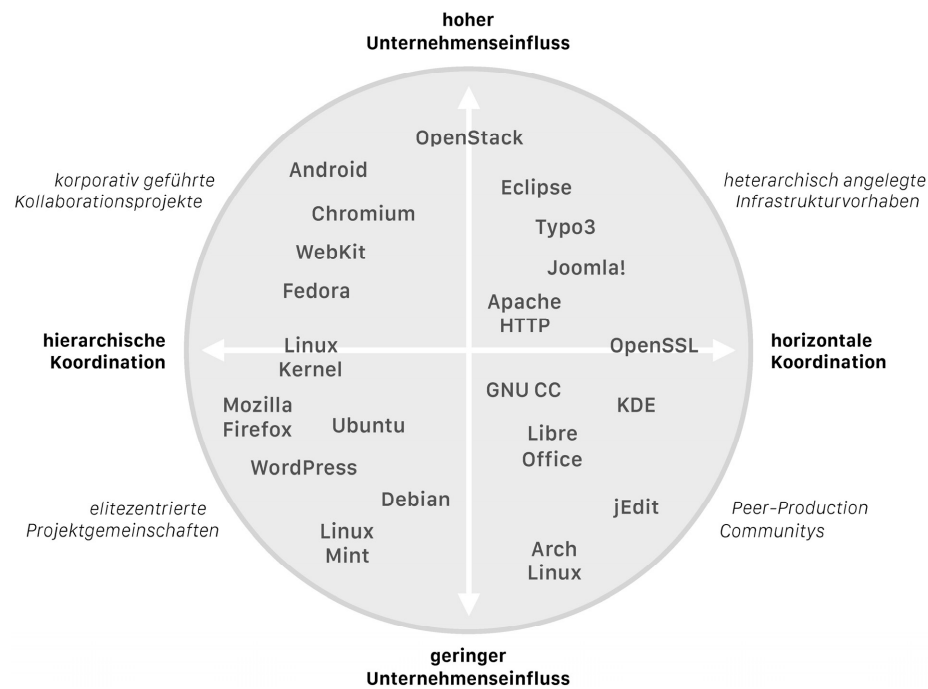 hoher
Unternehmenseinfluss
OpenStack
Android
korporativ geführte
Kollaborationsprojekte
Eclipse
heterarchisch angelegte
Infrastrukturvorhaben
Chromium
Typo3
WebKit
Joomla!
Fedora
Apache
HTTP
hierarchische
Koordination
Linux
Kernel
OpenSSL
horizontale
Koordination
GNU CC
KDE
Mozilla
Firefox
Ubuntu
Libre
Office
WordPress
Debian
elitezentrierte
Projektgemeinschaften
jEdit
Peer-Production
Communitys
Linux
Mint
Arch
Linux
geringer
Unternehmenseinfluss